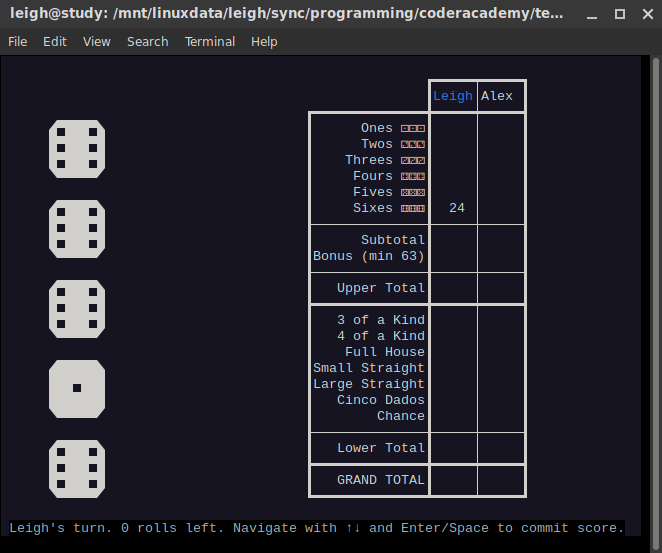 leigh@study: /mnt/linuxdata/leigh/sync/programming/coderacademy/te...
File Edit View Search Terminal Help
Leigh Alex
Ones ⚀⚀⚀
Twos ⚁⚁⚁
Threes ⚂⚂⚂
Fours ⚃⚃⚃
Fives ⚄⚄⚄
Sixes ⚅⚅⚅ 24
Subtotal
Bonus (min 63)
Upper Total
3 of a Kind
4 of a Kind
Full House
Small Straight
Large Straight
Cinco Dados
Chance
Lower Total
GRAND TOTAL
Leigh's turn. 0 rolls left. Navigate with ↑↓ and Enter/Space to commit score.